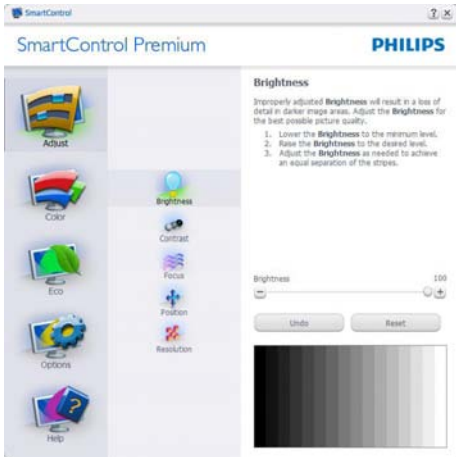 SmartControl
? X
SmartControl Premium
PHILIPS
Adjust
Color
Eco
Options
Help
Brightness
Contrast
Focus
Position
Resolution
Brightness
Improperly adjusted Brightness will result in a loss of
detail in darker image areas. Adjust the Brightness for
the best possible picture quality.
1. Lower the Brightness to the minimum level.
2. Raise the Brightness to the desired level.
3. Adjust the Brightness as needed to achieve
an equal separation of the stripes.
Brightness 100
Undo Reset